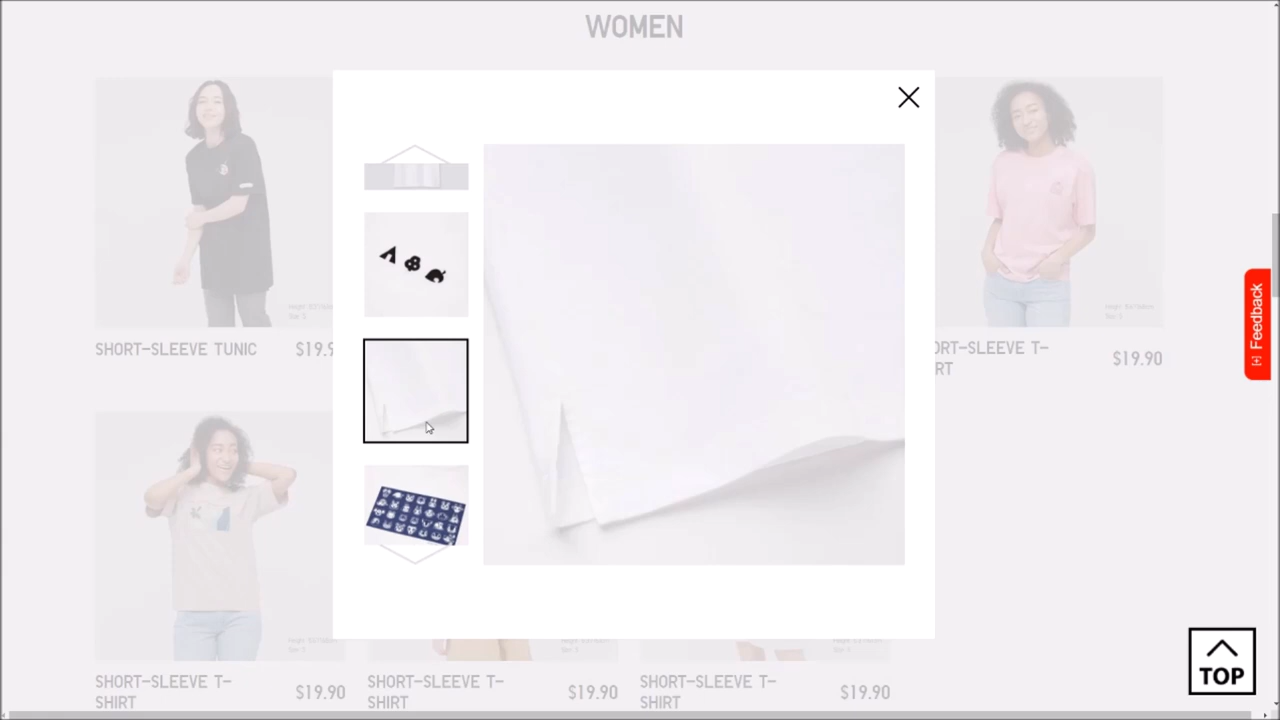 WOMEN
SHORT-SLEEVE TUNIC
$19.9
ORT-SLEEVE T-
RT
$19.90
[+] Feedback
SHORT-SLEEVE T-
SHIRT
$19.90
SHORT-SLEEVE T-
SHIRT
$19.90
SHORT-SLEEVE T-
SHIRT
$19.90
TOP